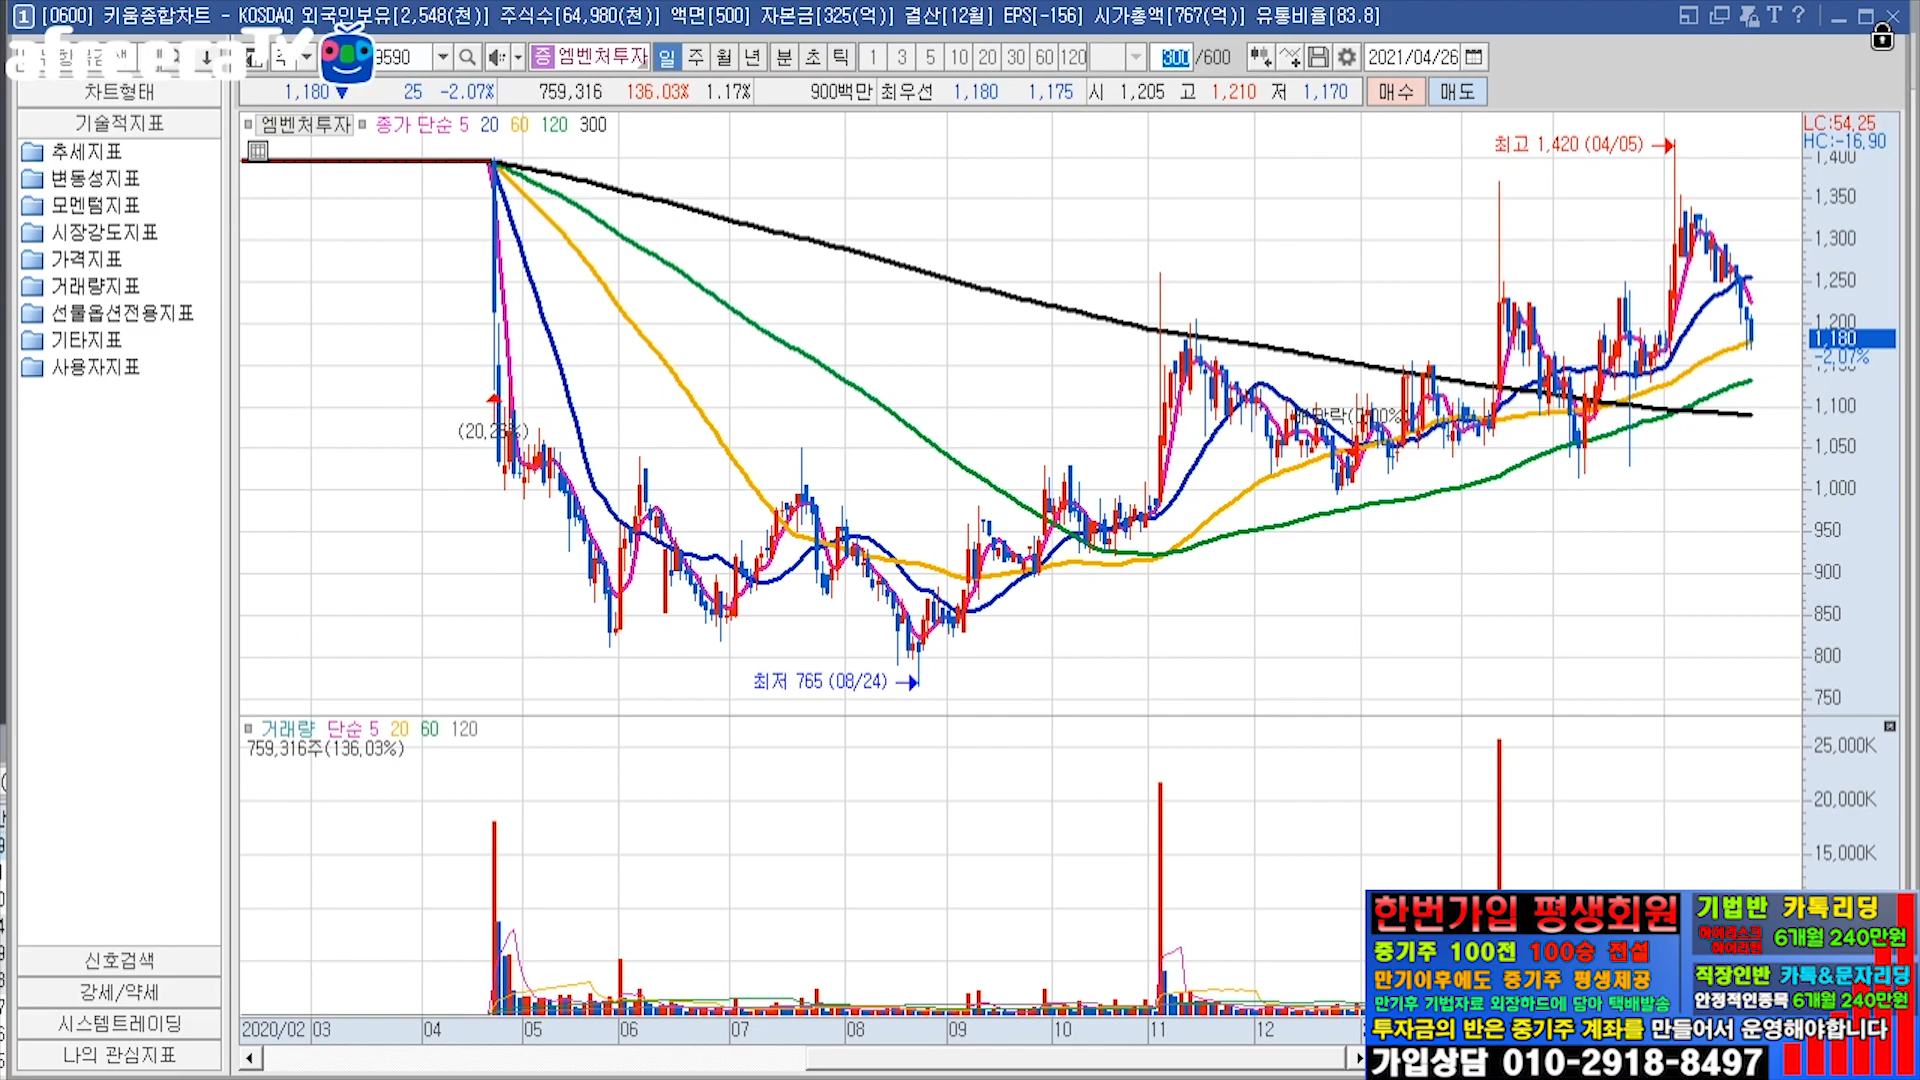 1 [0600] 키움종합차트 - KOSDAQ 외국인보유[2,548(천)] 주식수[64,980(천)] 액면[500] 자본금[325(억)] 결산[12월] EPS[-156] 시가총액[767(억)] 유통비율[83.8]
afreecaTV
9590 증 엠벤처투자 일 주 월 년 분 초 틱 1 3 5 10 20 30 60 120 300 /600 2021/04/26
1,180 ▼ 25 -2.07% 759,316 136.03% 1.17% 900백만 최우선 1,180 1,175 시 1,205 고 1,210 저 1,170 매수 매도
차트형태
기술적지표
추세지표
변동성지표
모멘텀지표
시장강도지표
가격지표
거래량지표
선물옵션전용지표
기타지표
사용자지표
신호검색
강세/약세
시스템트레이딩
나의 관심지표
엠벤처투자 종가 단순 5 20 60 120 300
최고 1,420 (04/05)
LC:54.25
HC:-16.90
1,400
1,350
1,300
1,250
1,200
1,180
-2.07%
1,150
1,100
1,050
1,000
950
900
850
800
750
최저 765 (08/24)
거래량 단순 5 20 60 120
759,316주(136.03%)
25,000K
20,000K
15,000K
2020/02 03 04 05 06 07 08 09 10 11 12
한번가입 평생회원
중기주 100전 100승 전설
만기이후에도 중기주 평생제공
만기후 기법자료 외장하드에 담아 택배발송
기법반 카톡리딩
하이리스크
하이리턴
6개월 240만원
직장인반 카톡&문자리딩
안정적인종목 6개월 240만원
투자금의 반은 중기주 계좌를 만들어서 운영해야합니다
가입상담 010-2918-8497